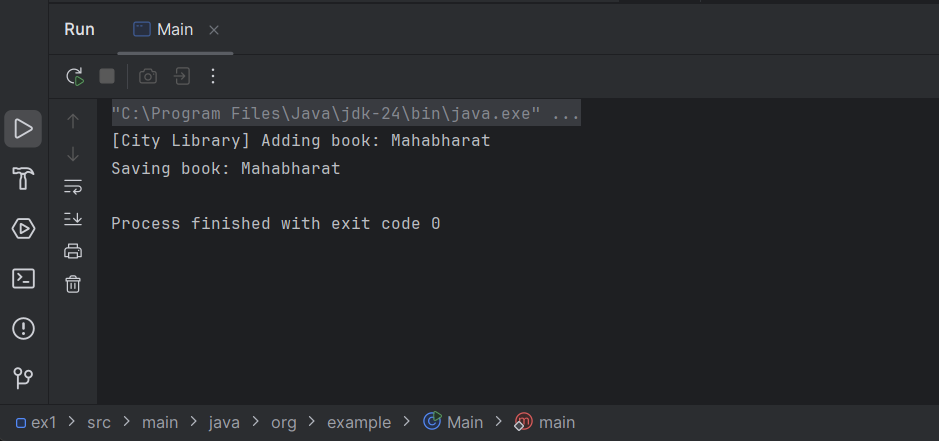 Run Main
"C:\Program Files\Java\jdk-24\bin\java.exe" ...
[City Library] Adding book: Mahabharat
Saving book: Mahabharat
Process finished with exit code 0
ex1 > src > main > java > org > example > Main > main